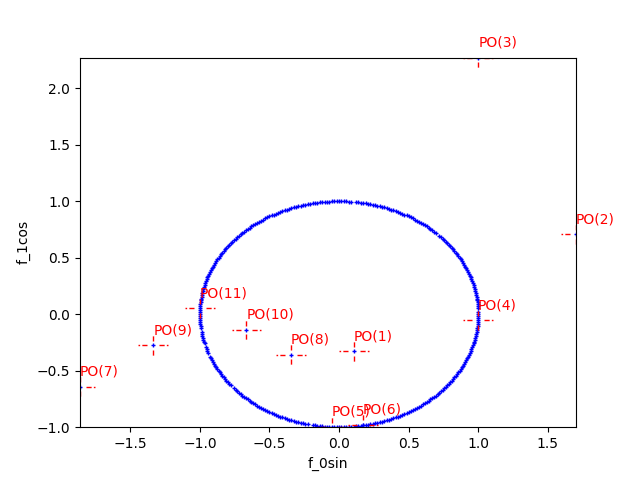 PO(3)
2.0
1.5
PO(2)
1.0
0.5
f_1cos
PO(11)
PO(4)
PO(10)
0.0
PO(9)
PO(8)
PO(1)
PO(7)
−0.5
PO(5)
PO(6)
−1.0
−1.5
−1.0
−0.5
0.0
0.5
1.0
1.5
f_0sin